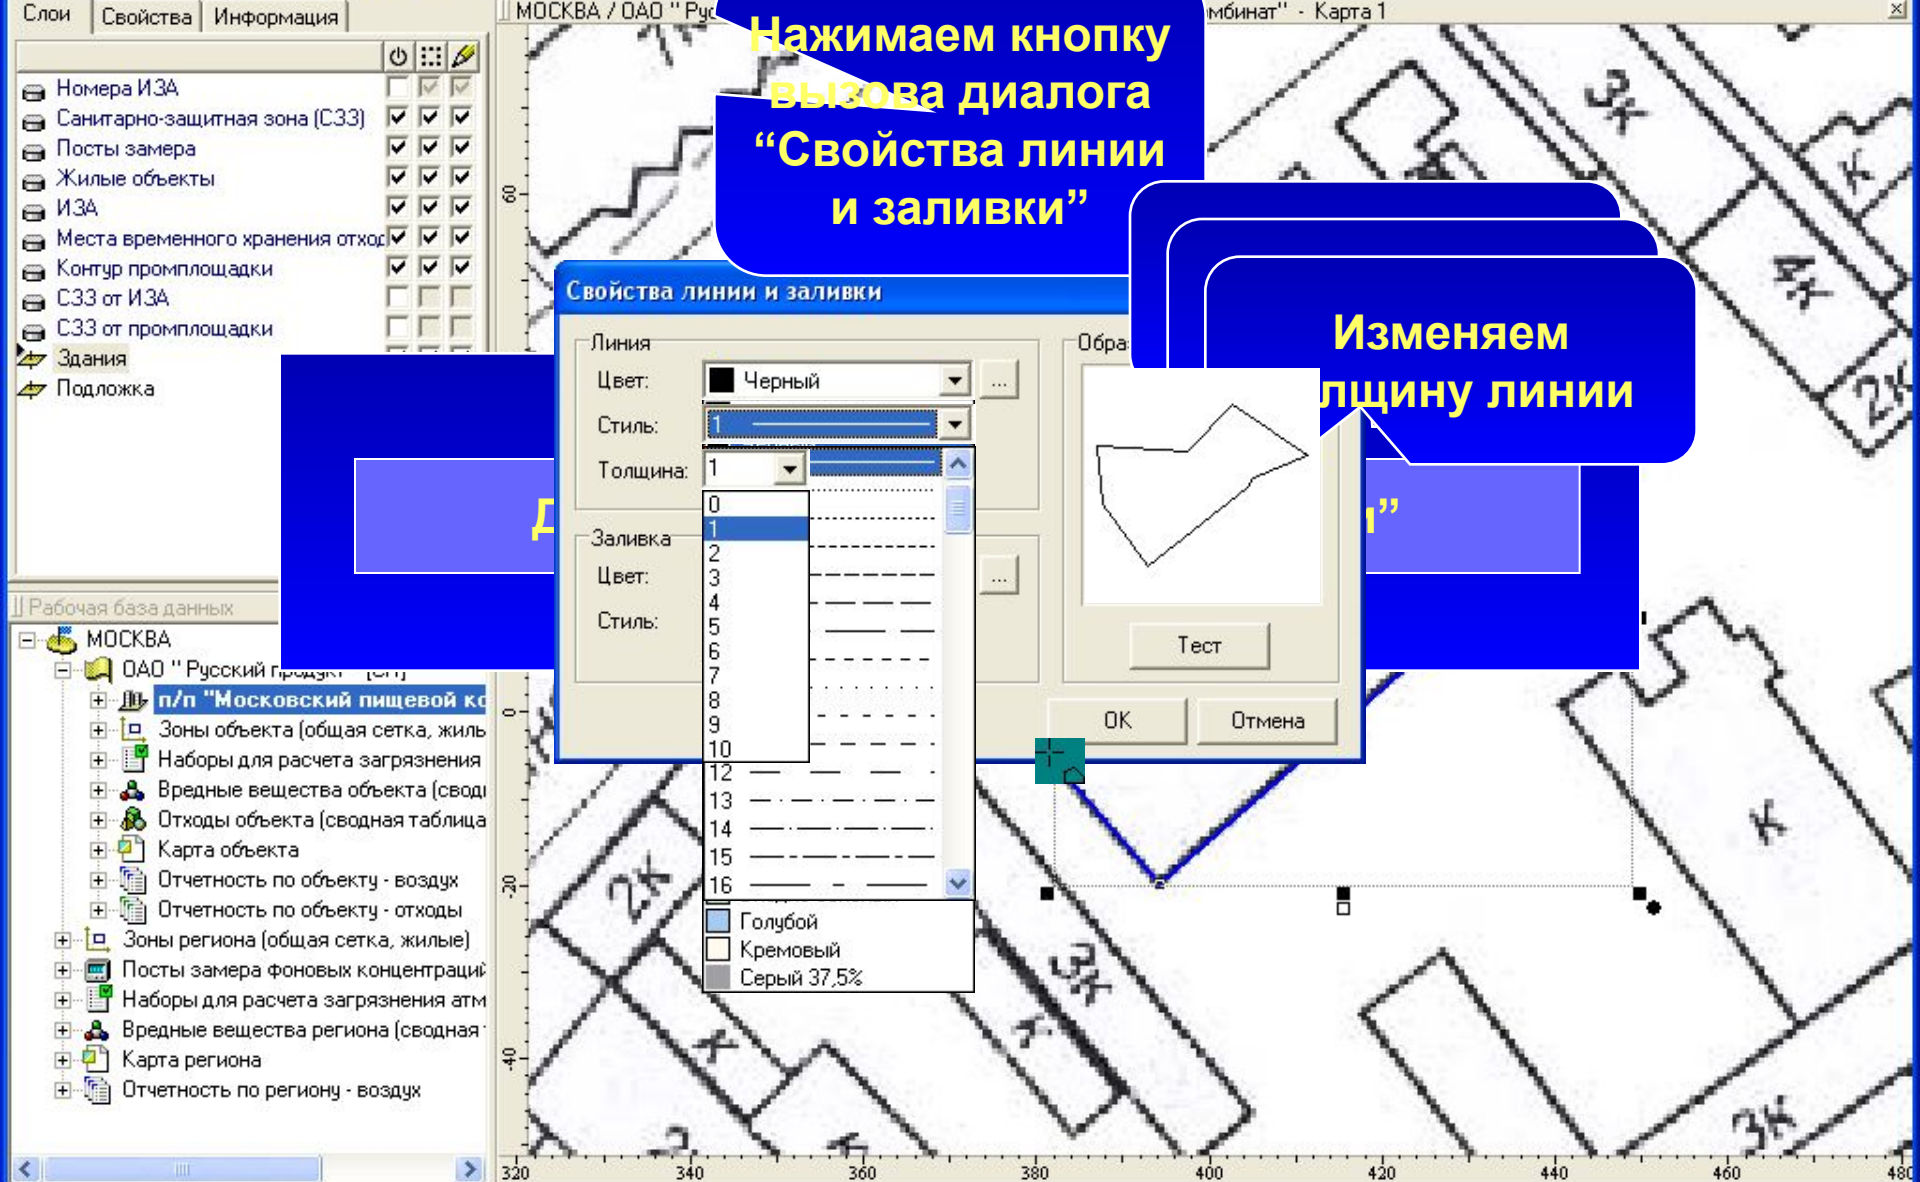 Слои Свойства Информация
МОСКВА / ОАО "Рус
мбинат" - Карта 1
Нажимаем кнопку
вызова диалога
“Свойства линии
и заливки”
Номера ИЗА
Санитарно-защитная зона (СЗЗ)
Посты замера
Жилые объекты
ИЗА
Места временного хранения отход
Контур промплощадки
СЗЗ от ИЗА
СЗЗ от промплощадки
Здания
Подложка
Изменяем
лщину линии
Свойства линии и заливки
Линия
Цвет: Черный ...
Стиль: 1
Толщина: 1
0
1
2
3
4
5
6
7
8
9
10
12
13
14
15
16
Голубой
Кремовый
Серый 37,5%
Заливка
Цвет: ...
Стиль:
Обра
Тест
OK Отмена
Д
”
Рабочая база данных
МОСКВА
ОАО "Русский продукт"
п/п "Московский пищевой ко
Зоны объекта (общая сетка, жиль
Наборы для расчета загрязнения
Вредные вещества объекта (свод
Отходы объекта (сводная таблица
Карта объекта
Отчетность по объекту - воздух
Отчетность по объекту - отходы
Зоны региона (общая сетка, жилые)
Посты замера фоновых концентраций
Наборы для расчета загрязнения атм
Вредные вещества региона (сводная
Карта региона
Отчетность по региону - воздух
60
0
-20
-40
320 340 360 380 400 420 440 460 480
3К
К
4К
2К
К
2К
3К
К
К
3К